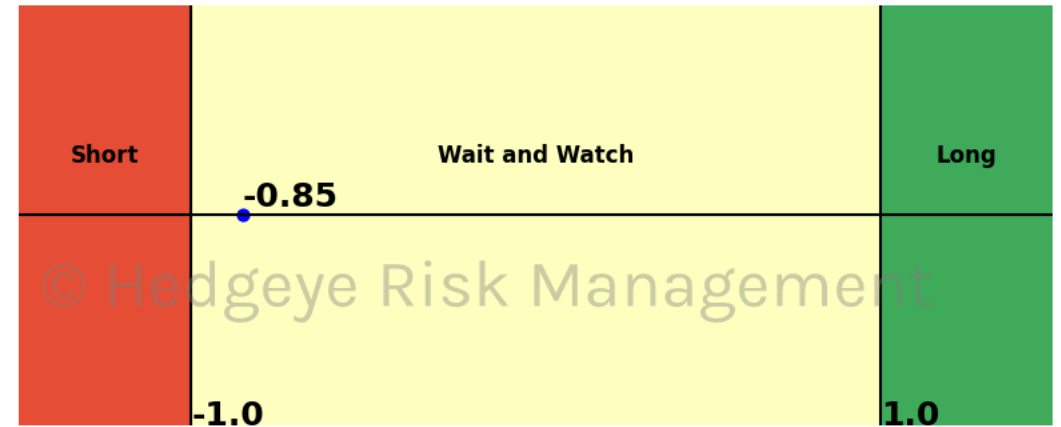 Short
Wait and Watch
Long
-0.85
© Hedgeye Risk Management
-1.0
1.0